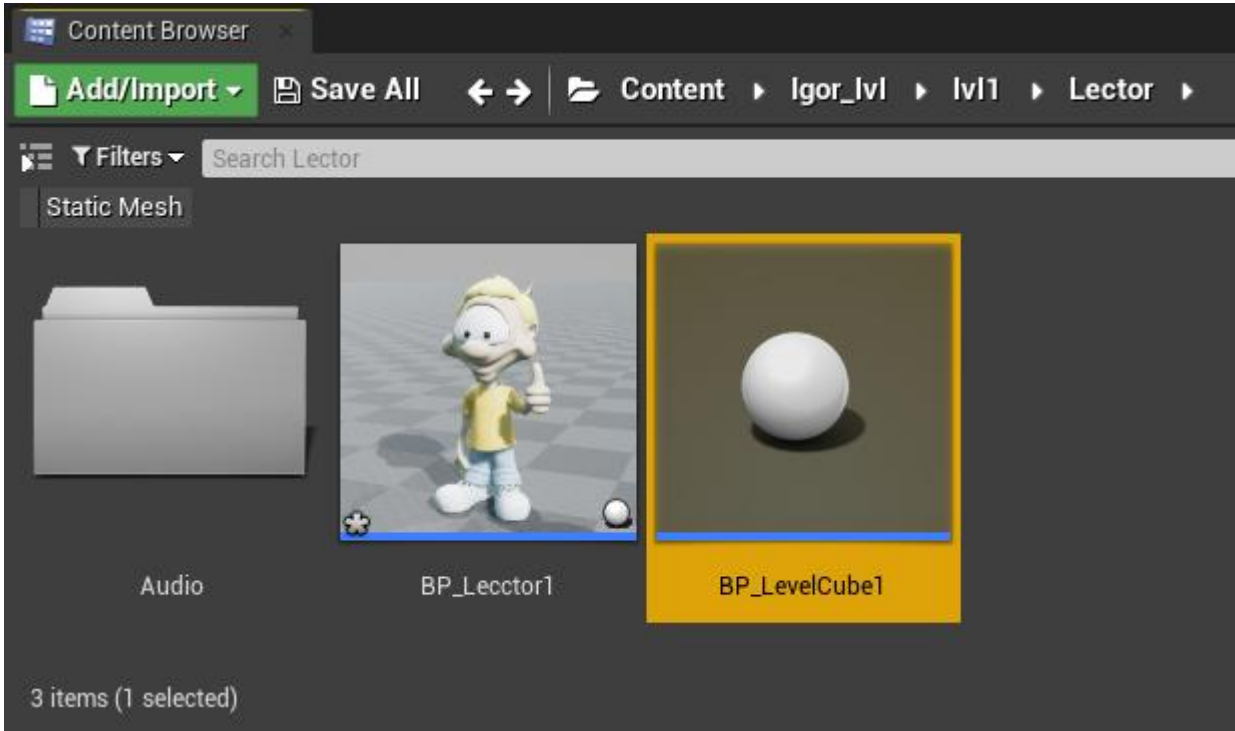 Content Browser
Add/Import Save All Content Igor_lvl lvl1 Lector
Filters Search Lector
Static Mesh
Audio BP_Lecctor1 BP_LevelCube1
3 items (1 selected)